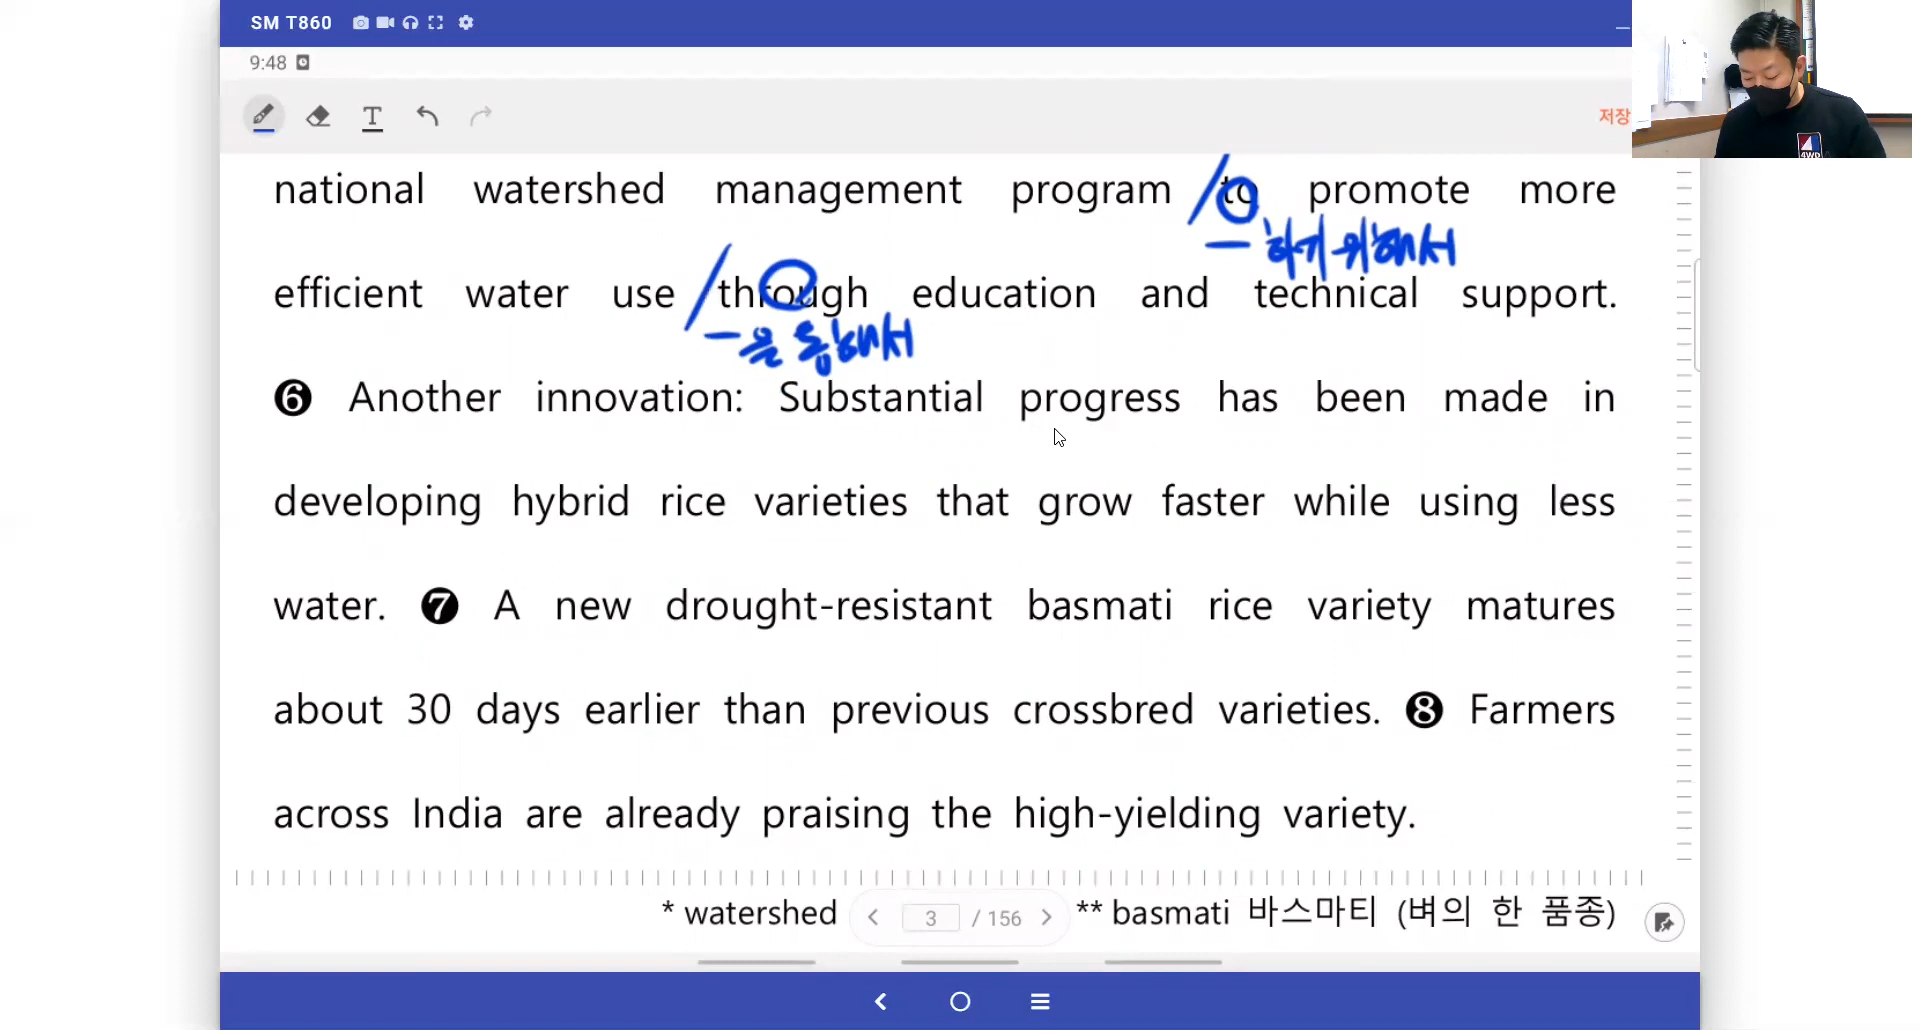 SM T860
9:48
저장
national watershed management program to promote more
~하기 위해서
efficient water use through education and technical support.
~을 통해서
❻ Another innovation: Substantial progress has been made in
developing hybrid rice varieties that grow faster while using less
water. ❼ A new drought-resistant basmati rice variety matures
about 30 days earlier than previous crossbred varieties. ❽ Farmers
across India are already praising the high-yielding variety.
* watershed
3 / 156
** basmati 바스마티 (벼의 한 품종)
4WD